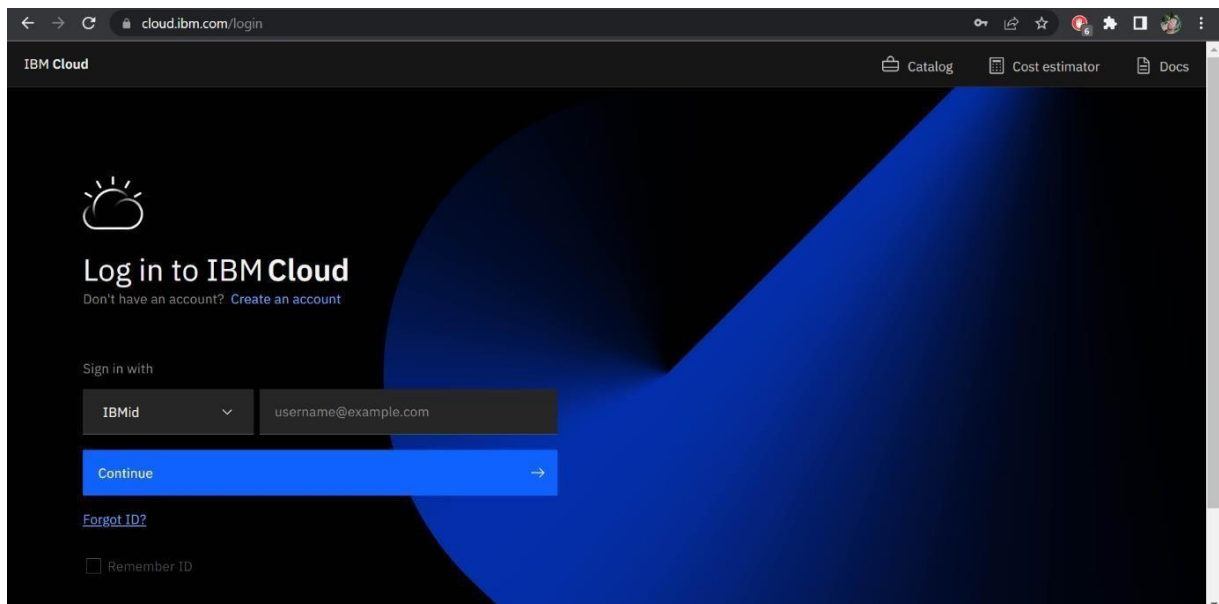 cloud.ibm.com/login
6
IBM Cloud
Catalog
Cost estimator
Docs
Log in to IBM Cloud
Don't have an account? Create an account
Sign in with
IBMid
username@example.com
Continue
Forgot ID?
Remember ID